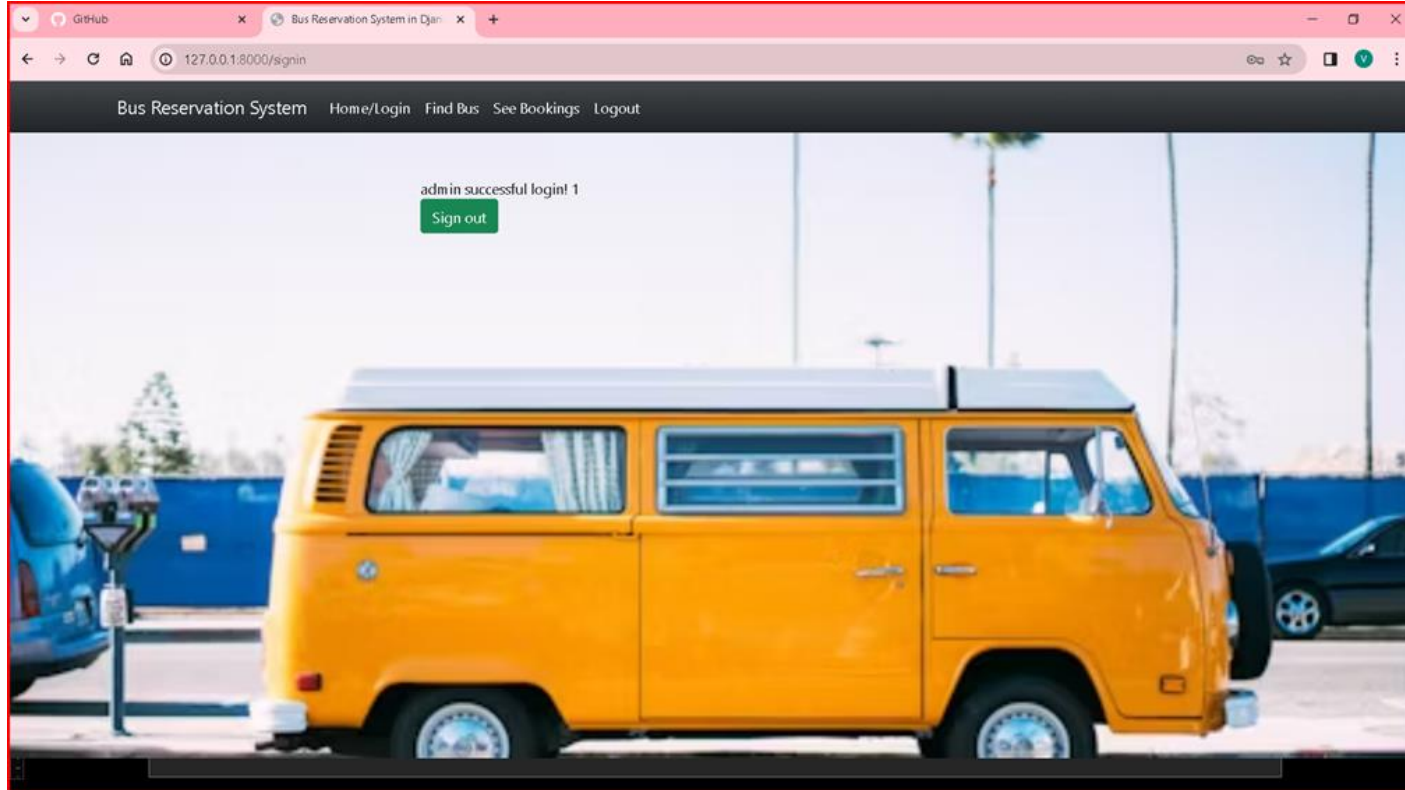 GitHub
Bus Reservation System in Djan
127.0.0.1:8000/signin
V
Bus Reservation System Home/Login Find Bus See Bookings Logout
admin successful login! 1
Sign out